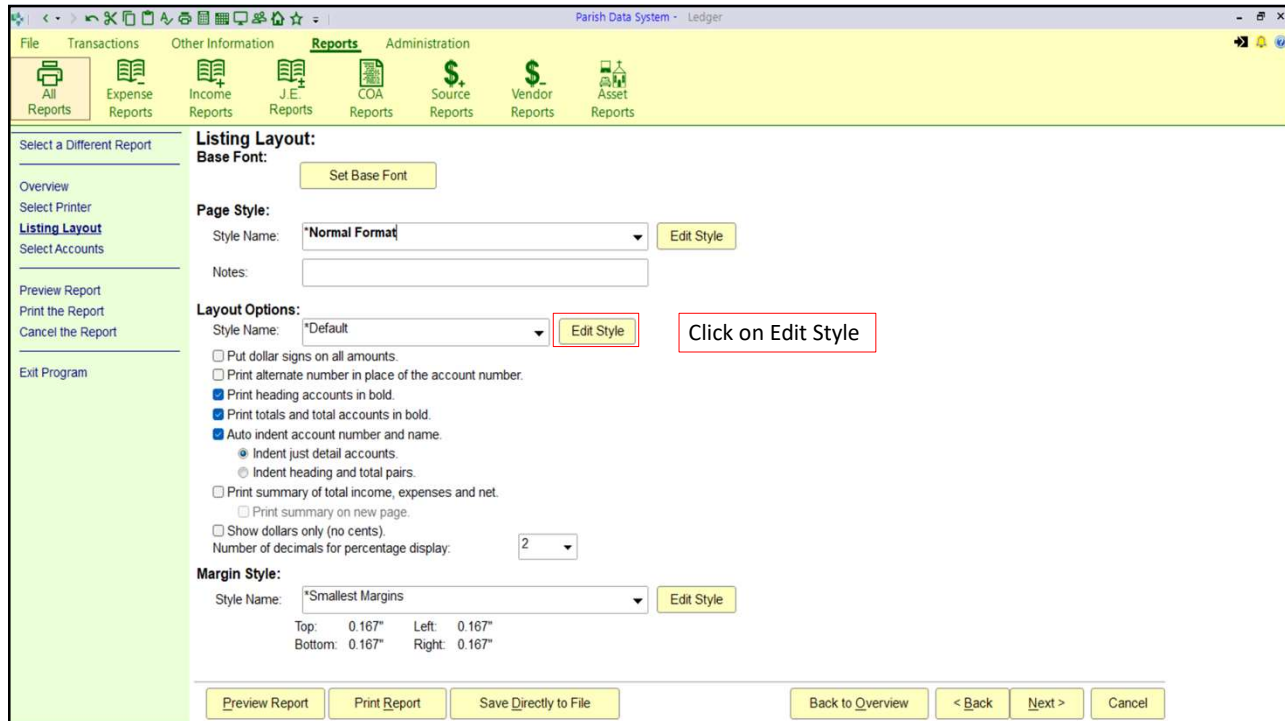 Parish Data System - Ledger
File Transactions Other Information Reports Administration
All Reports
Expense Reports
Income Reports
J.E. Reports
COA Reports
Source Reports
Vendor Reports
Asset Reports
Select a Different Report
Overview
Select Printer
Listing Layout
Select Accounts
Preview Report
Print the Report
Cancel the Report
Exit Program
Listing Layout:
Base Font:
Set Base Font
Page Style:
Style Name: *Normal Format Edit Style
Notes:
Layout Options:
Style Name: *Default Edit Style Click on Edit Style
Put dollar signs on all amounts.
Print alternate number in place of the account number.
Print heading accounts in bold.
Print totals and total accounts in bold.
Auto indent account number and name.
Indent just detail accounts.
Indent heading and total pairs.
Print summary of total income, expenses and net.
Print summary on new page.
Show dollars only (no cents).
Number of decimals for percentage display: 2
Margin Style:
Style Name: *Smallest Margins Edit Style
Top: 0.167" Left: 0.167"
Bottom: 0.167" Right: 0.167"
Preview Report Print Report Save Directly to File Back to Overview < Back Next > Cancel